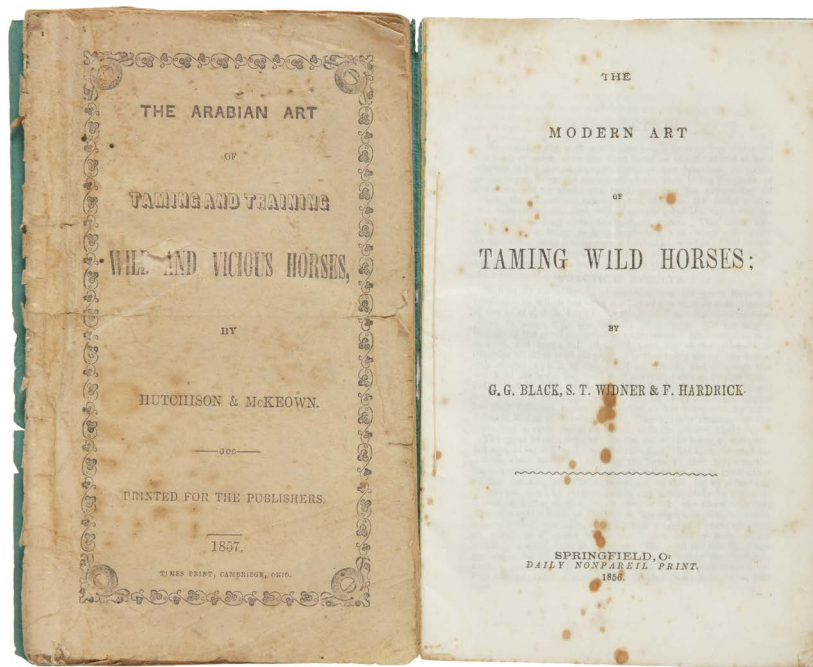 THE ARABIAN ART
OF
TAMING AND TRAINING
WILD AND VICIOUS HORSES,
BY
HUTCHISON & McKEOWN.
PRINTED FOR THE PUBLISHERS.
1857.
TIMES PRINT, CAMBRIDGE, OHIO.
THE
MODERN ART
OF
TAMING WILD HORSES;
BY
G. G. BLACK, S. T. WIDNER & F. HARDRICK.
SPRINGFIELD, O:
DAILY NONPAREIL PRINT.
1856.